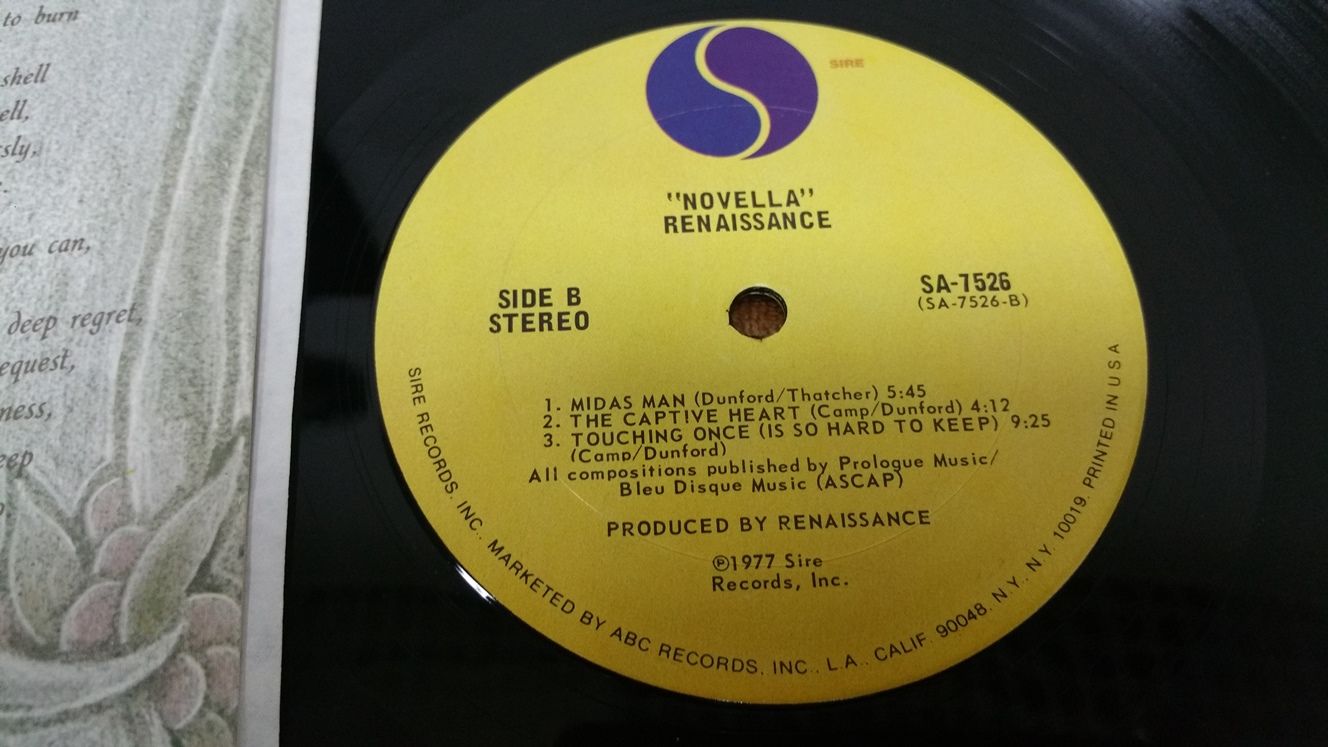 to burn
shell
ell,
sly,
you can,
deep regret,
equest,
ness,
eep
SIRE
"NOVELLA"
RENAISSANCE
SIDE B
STEREO
SA-7526
(SA-7526-B)
1. MIDAS MAN (Dunford/Thatcher) 5:45
2. THE CAPTIVE HEART (Camp/Dunford) 4:12
3. TOUCHING ONCE (IS SO HARD TO KEEP) 9:25
(Camp/Dunford)
All compositions published by Prologue Music/
Bleu Disque Music (ASCAP)
PRODUCED BY RENAISSANCE
Ⓟ1977 Sire
Records, Inc.
SIRE RECORDS, INC., MARKETED BY ABC RECORDS, INC., L.A., CALIF. 90048. N.Y., N.Y. 10019. PRINTED IN U S A